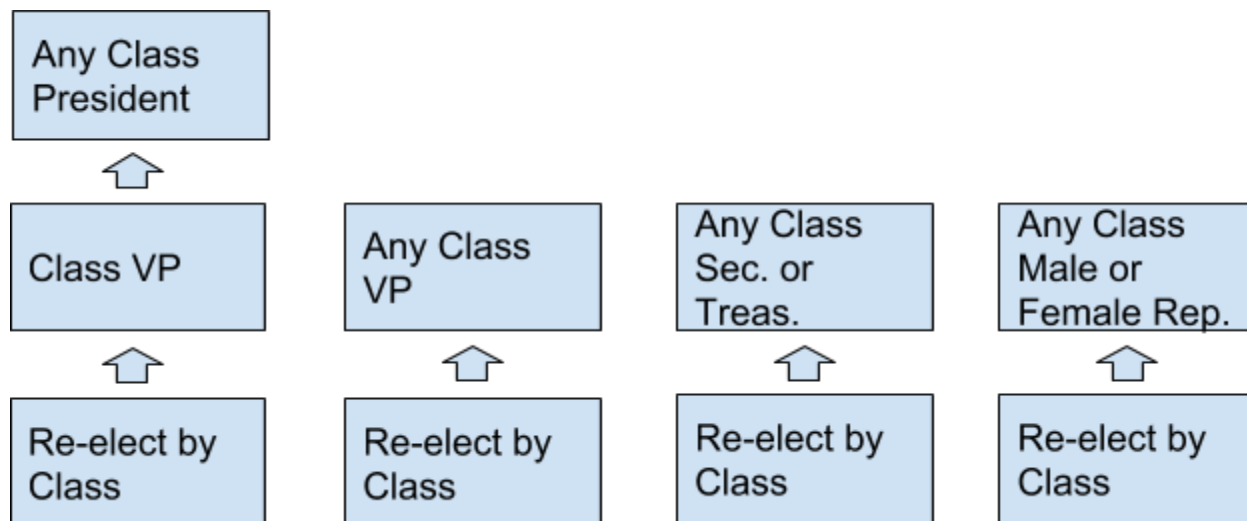 Any Class
President
Class VP
Any Class
VP
Any Class
Sec. or
Treas.
Any Class
Male or
Female Rep.
Re-elect by
Class
Re-elect by
Class
Re-elect by
Class
Re-elect by
Class